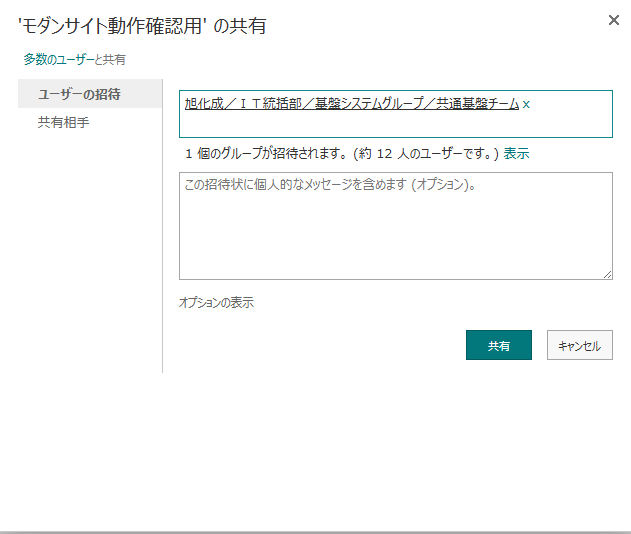 'モダンサイト動作確認用' の共有
多数のユーザーと共有
ユーザーの招待
共有相手
旭化成／ＩＴ統括部／基盤システムグループ／共通基盤チーム x
1 個のグループが招待されます。 (約 12 人のユーザーです。) 表示
この招待状に個人的なメッセージを含めます (オプション)。
オプションの表示
共有 キャンセル